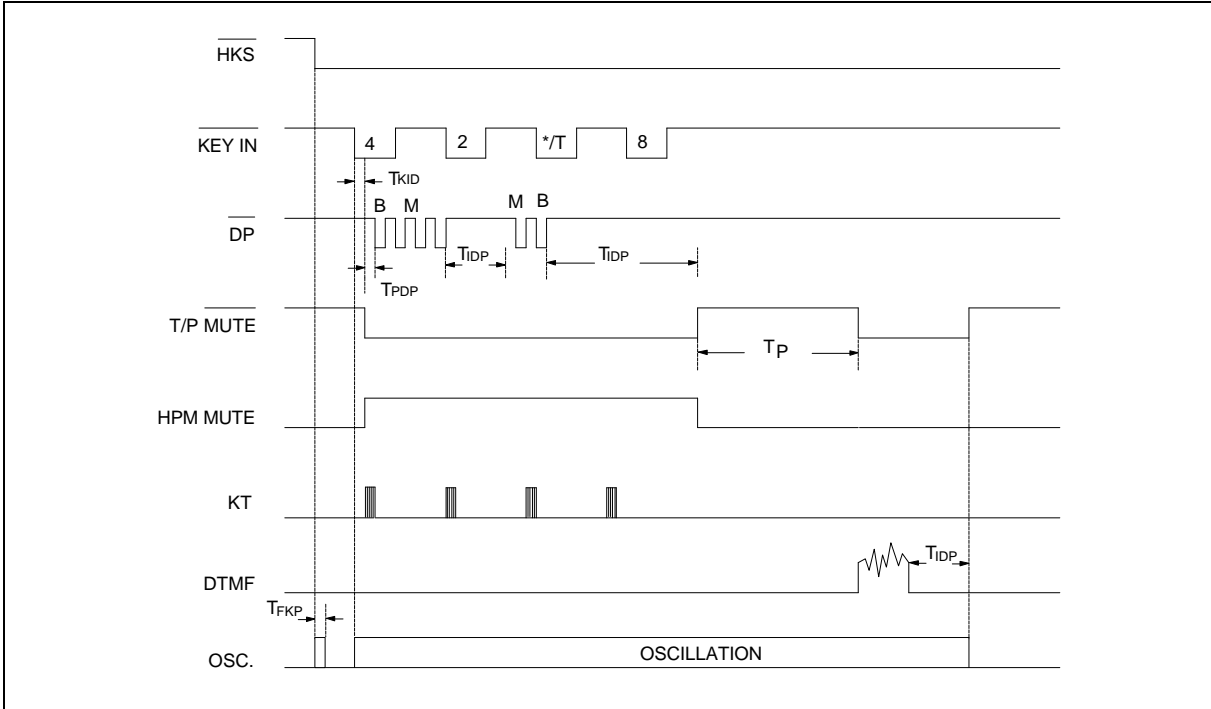 HKS
KEY IN
4 2 */T 8
TKID
B M M B
DP
TIDP TIDP
TPDP
T/P MUTE
TP
HPM MUTE
KT
TIDP
DTMF
TFKP
OSCILLATION
OSC.